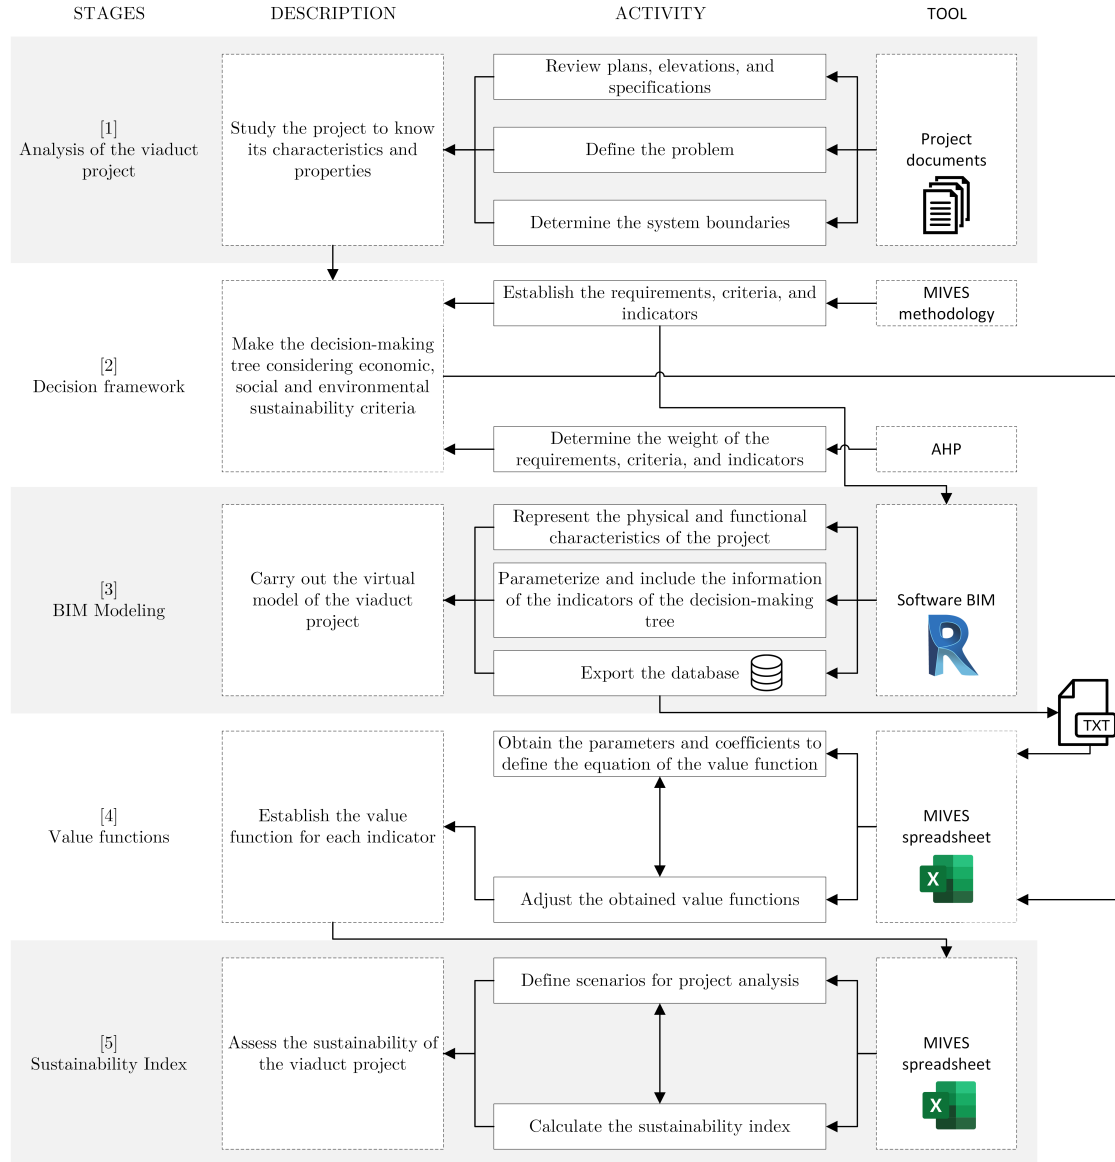 STAGES
DESCRIPTION
ACTIVITY
TOOL
[1]
Analysis of the viaduct
project
Study the project to know
its characteristics and
properties
Review plans, elevations, and
specifications
Define the problem
Determine the system boundaries
Project
documents
[2]
Decision framework
Make the decision-making
tree considering economic,
social and environmental
sustainability criteria
Establish the requirements, criteria, and
indicators
Determine the weight of the
requirements, criteria, and indicators
MIVES
methodology
AHP
[3]
BIM Modeling
Carry out the virtual
model of the viaduct
project
Represent the physical and functional
characteristics of the project
Parameterize and include the information
of the indicators of the decision-making
tree
Export the database
Software BIM
R
TXT
[4]
Value functions
Establish the value
function for each indicator
Obtain the parameters and coefficients to
define the equation of the value function
Adjust the obtained value functions
MIVES
spreadsheet
X
[5]
Sustainability Index
Assess the sustainability of
the viaduct project
Define scenarios for project analysis
Calculate the sustainability index
MIVES
spreadsheet
X